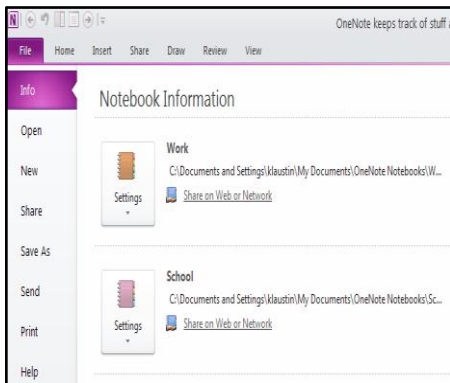 OneNote keeps track of stuff a
File Home Insert Share Draw Review View
Info
Notebook Information
Work
C:\Documents and Settings\klaustin\My Documents\OneNote Notebooks\W...
Settings
Share on Web or Network
Open
New
Share
Save As
School
C:\Documents and Settings\klaustin\My Documents\OneNote Notebooks\Sc...
Settings
Share on Web or Network
Send
Print
Help